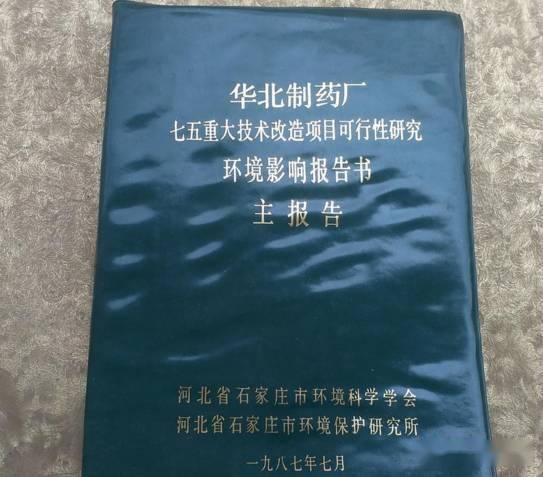 华北制药厂
七五重大技术改造项目可行性研究
环境影响报告书
主报告
河北省石家庄市环境科学学会
河北省石家庄市环境保护研究所
一九八七年七月